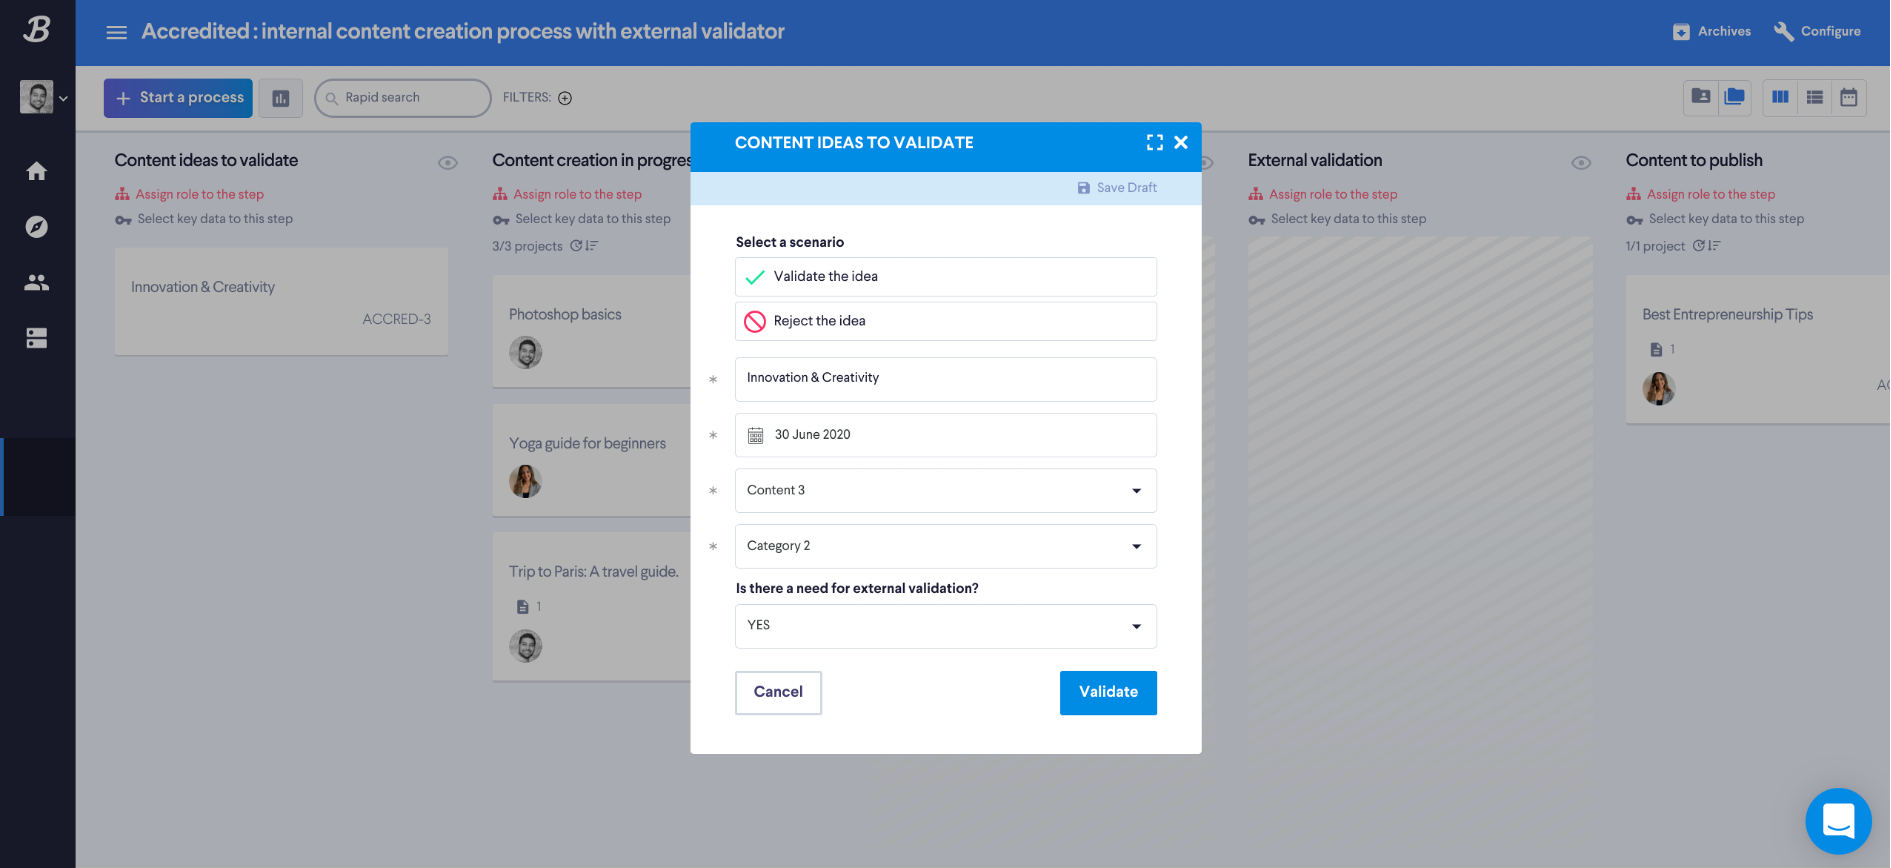 B
Accredited : internal content creation process with external validator
Archives
Configure
Start a process
Rapid search
FILTERS:
Content ideas to validate
Assign role to the step
Select key data to this step
Innovation & Creativity
ACCRED-3
Content creation in progres
Assign role to the step
Select key data to this step
3/3 projects
Photoshop basics
Yoga guide for beginners
Trip to Paris: A travel guide.
1
CONTENT IDEAS TO VALIDATE
Save Draft
Select a scenario
Validate the idea
Reject the idea
* Innovation & Creativity
* 30 June 2020
* Content 3
* Category 2
Is there a need for external validation?
YES
Cancel
Validate
External validation
Assign role to the step
Select key data to this step
Content to publish
Assign role to the step
Select key data to this step
1/1 project
Best Entrepreneurship Tips
1